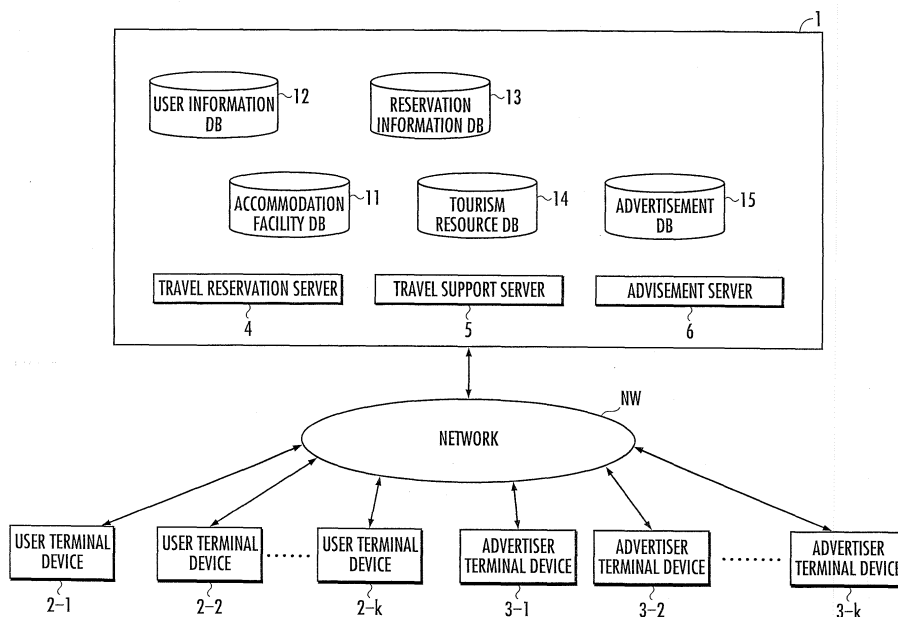 1
USER INFORMATION
DB
12
RESERVATION
INFORMATION DB
13
ACCOMMODATION
FACILITY DB
11
TOURISM
RESOURCE DB
14
ADVERTISEMENT
DB
15
TRAVEL RESERVATION SERVER
4
TRAVEL SUPPORT SERVER
5
ADVISEMENT SERVER
6
NW
NETWORK
USER TERMINAL
DEVICE
2-1
USER TERMINAL
DEVICE
2-2
USER TERMINAL
DEVICE
2-k
ADVERTISER
TERMINAL DEVICE
3-1
ADVERTISER
TERMINAL DEVICE
3-2
ADVERTISER
TERMINAL DEVICE
3-k